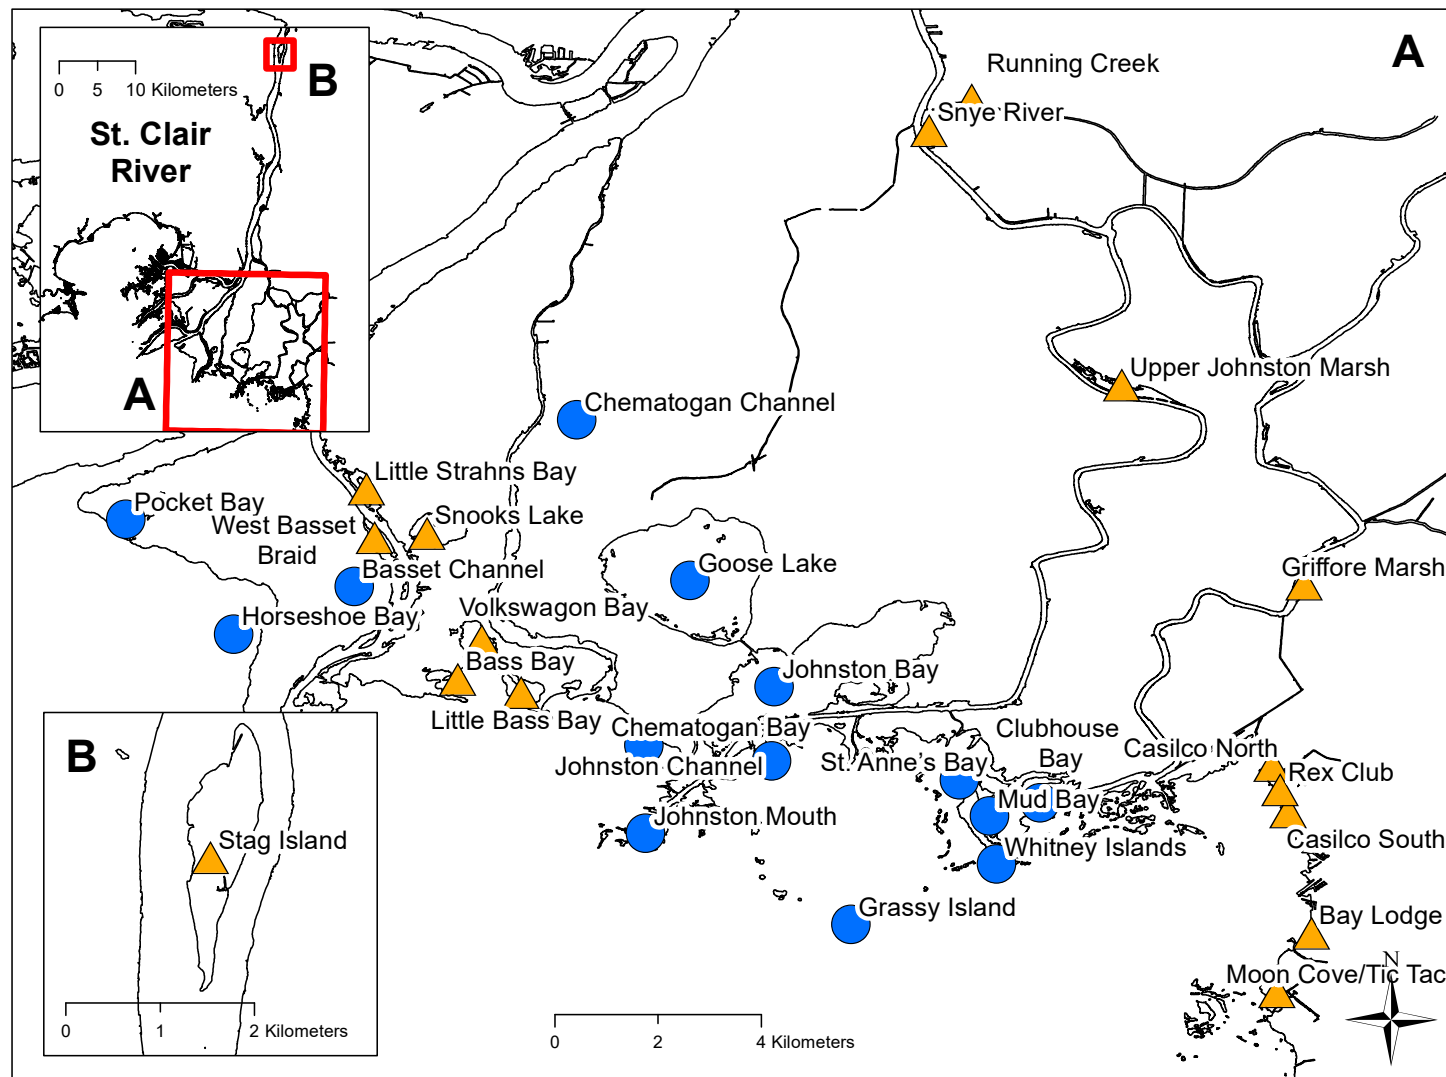 A
0 5 10 Kilometers
B
St. Clair
River
A
Running Creek
Snye River
Upper Johnston Marsh
Chematogan Channel
Little Strahns Bay
Pocket Bay
Snooks Lake
West Basset
Braid
Basset Channel
Goose Lake
Griffore Marsh
Volkswagon Bay
Horseshoe Bay
Bass Bay
Johnston Bay
Little Bass Bay
Chematogan Bay
Clubhouse
Bay
Casilco North
Johnston Channel
St. Anne's Bay
Rex Club
Mud Bay
Johnston Mouth
Casilco South
Whitney Islands
Grassy Island
Bay Lodge
Moon Cove/Tic Tac
N
B
Stag Island
0 1 2 Kilometers
0 2 4 Kilometers